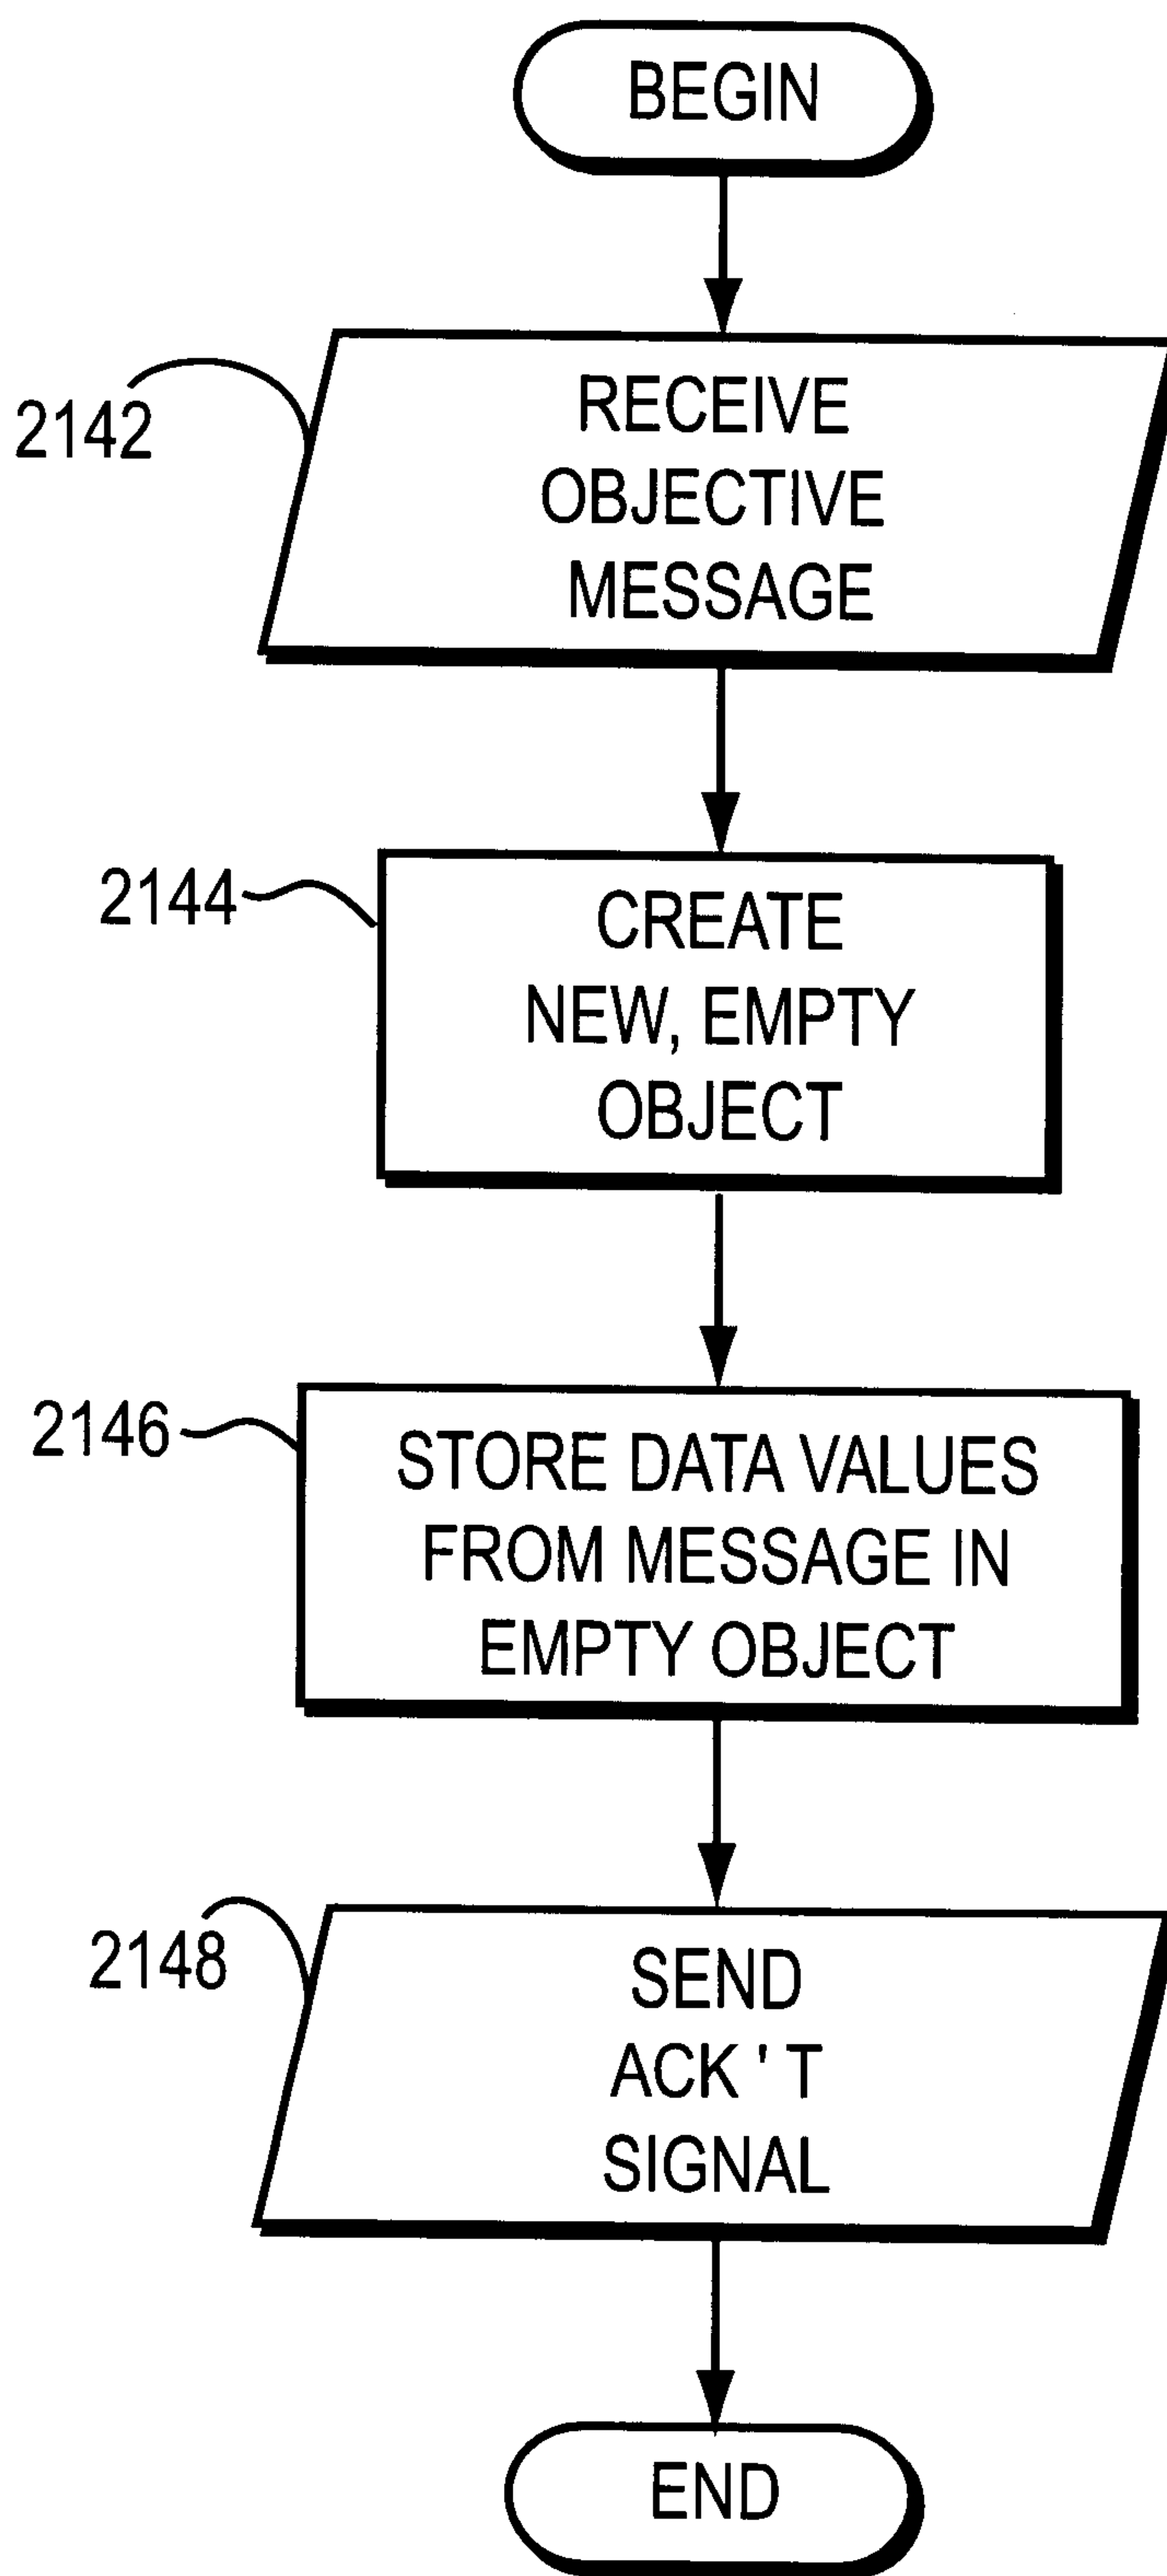 BEGIN
2142
RECEIVE
OBJECTIVE
MESSAGE
2144
CREATE
NEW, EMPTY
OBJECT
2146
STORE DATA VALUES
FROM MESSAGE IN
EMPTY OBJECT
2148
SEND
ACK ' T
SIGNAL
END